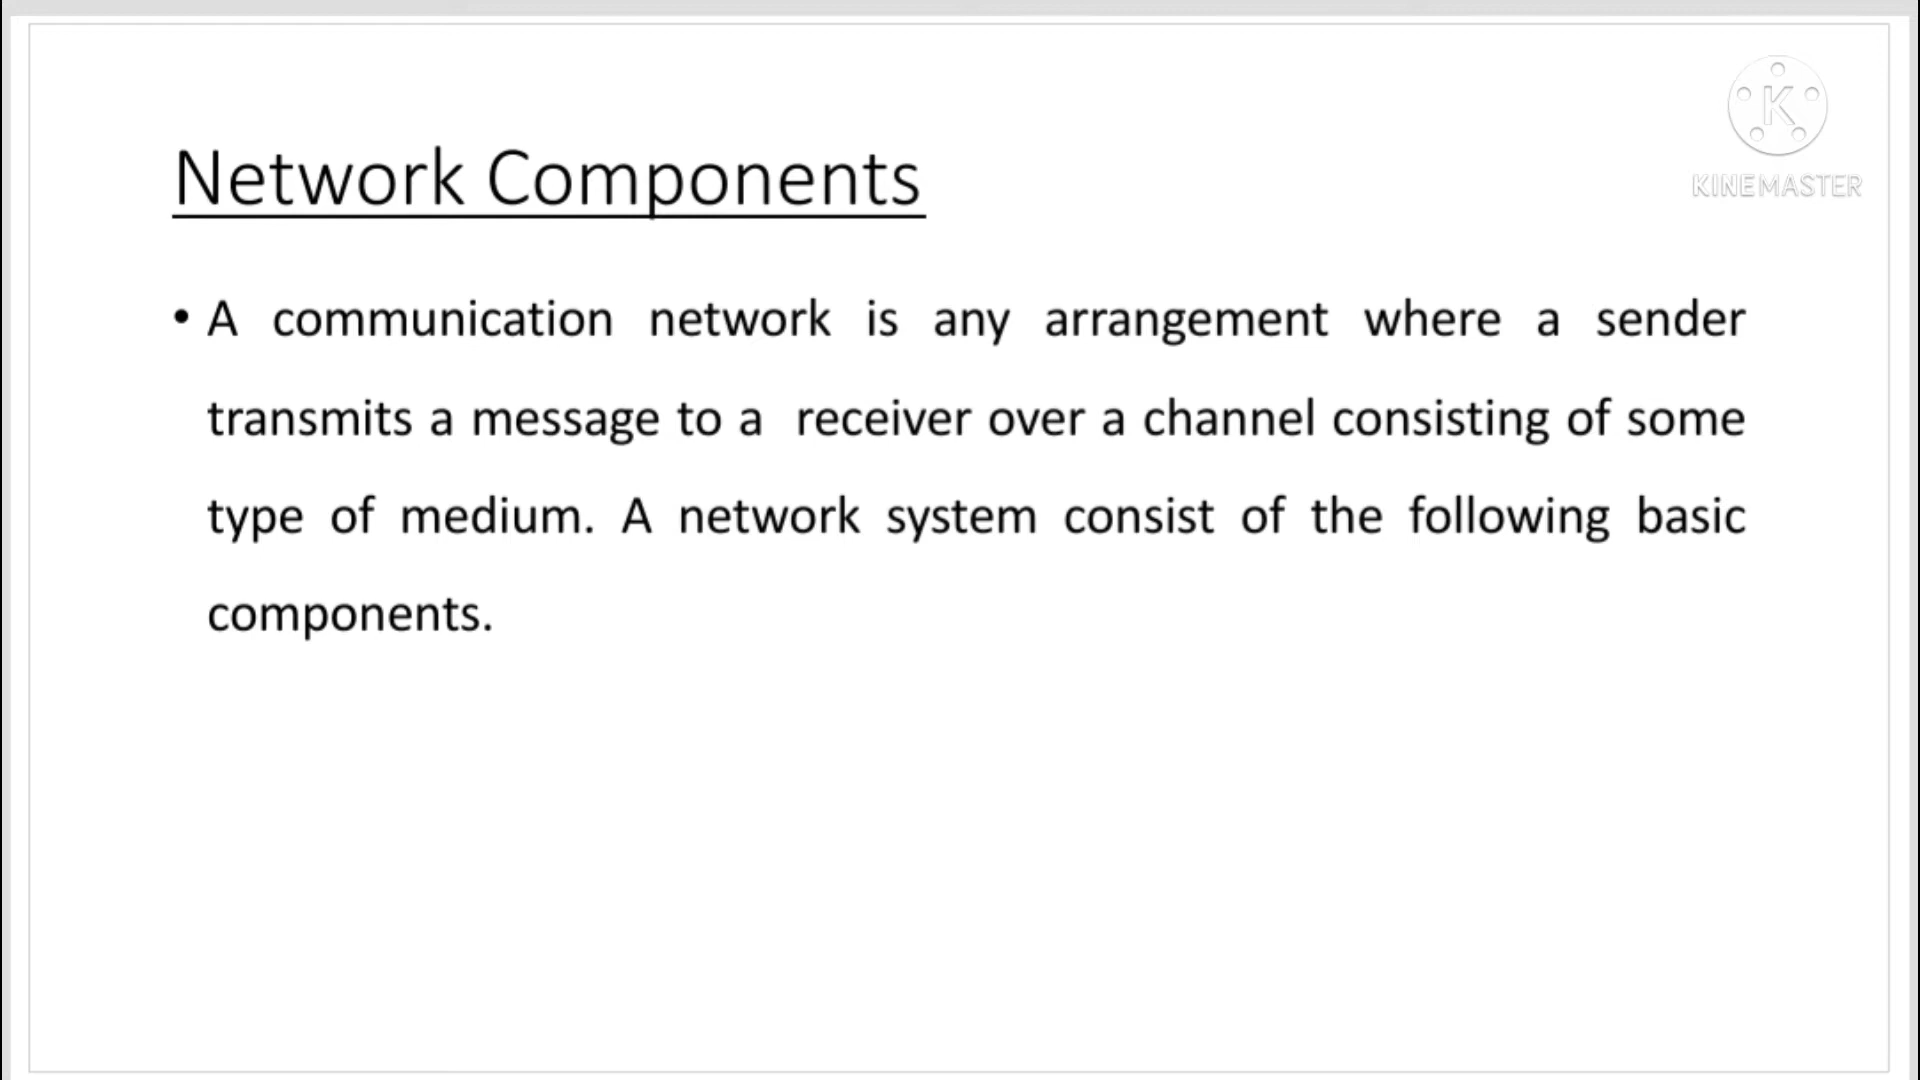 K
KINEMASTER
Network Components
• A communication network is any arrangement where a sender
transmits a message to a receiver over a channel consisting of some
type of medium. A network system consist of the following basic
components.